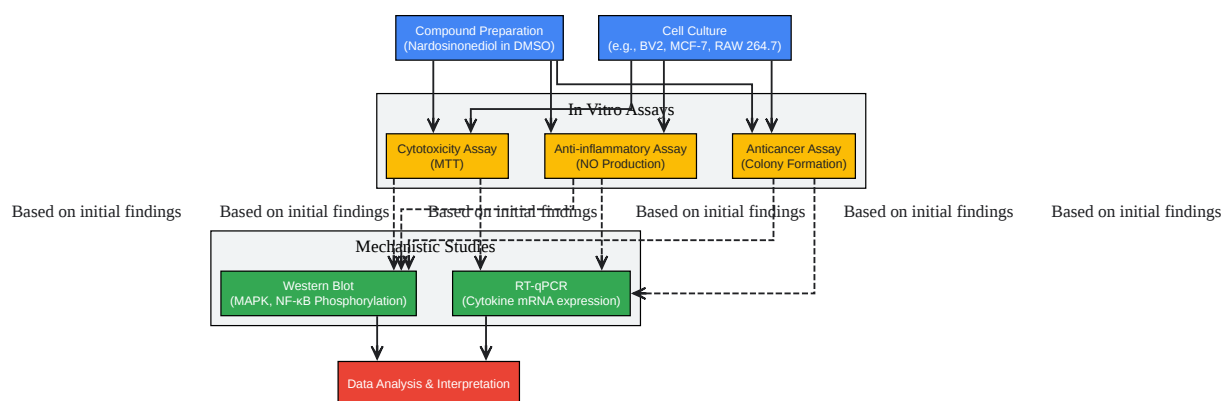 Compound Preparation
(Nardosinonediol in DMSO)
Cell Culture
(e.g., BV2, MCF-7, RAW 264.7)
In Vitro Assays
Cytotoxicity Assay
(MTT)
Anti-inflammatory Assay
(NO Production)
Anticancer Assay
(Colony Formation)
Based on initial findings
Based on initial findings
Based on initial findings
Based on initial findings
Based on initial findings
Based on initial findings
Mechanistic Studies
Western Blot
(MAPK, NF-κB Phosphorylation)
RT-qPCR
(Cytokine mRNA expression)
Data Analysis & Interpretation